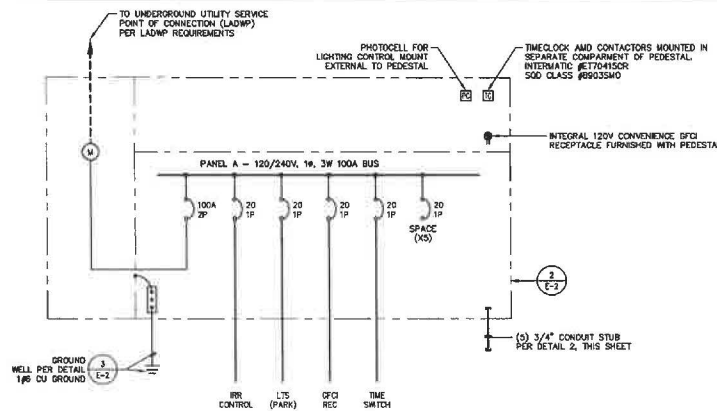 TO UNDERGROUND UTILITY SERVICE
POINT OF CONNECTION (LADWP)
PER LADWP REQUIREMENTS
PHOTOCELL FOR
LIGHTING CONTROL MOUNT
EXTERNAL TO PEDESTAL
TIMECLOCK AMD CONTACTORS MOUNTED IN
SEPARATE COMPARMENT OF PEDESTAL.
INTERMATIC #ET70415CR
SQD CLASS #8903SMO
PC
TC
INTEGRAL 120V CONVENIENCE GFCI
RECEPTACLE FURNISHED WITH PEDESTA
M
PANEL A - 120/240V, 1ø, 3W 100A BUS
100A
2P
20
1P
20
1P
20
1P
20
1P
20
1P
SPACE
(X5)
2
E-2
(5) 3/4" CONDUIT STUB
PER DETAIL 2, THIS SHEET
GROUND
WELL PER DETAIL
1#6 CU GROUND
3
E-2
IRR
CONTROL
LTS
(PARK)
GFCI
REC
TIME
SWITCH